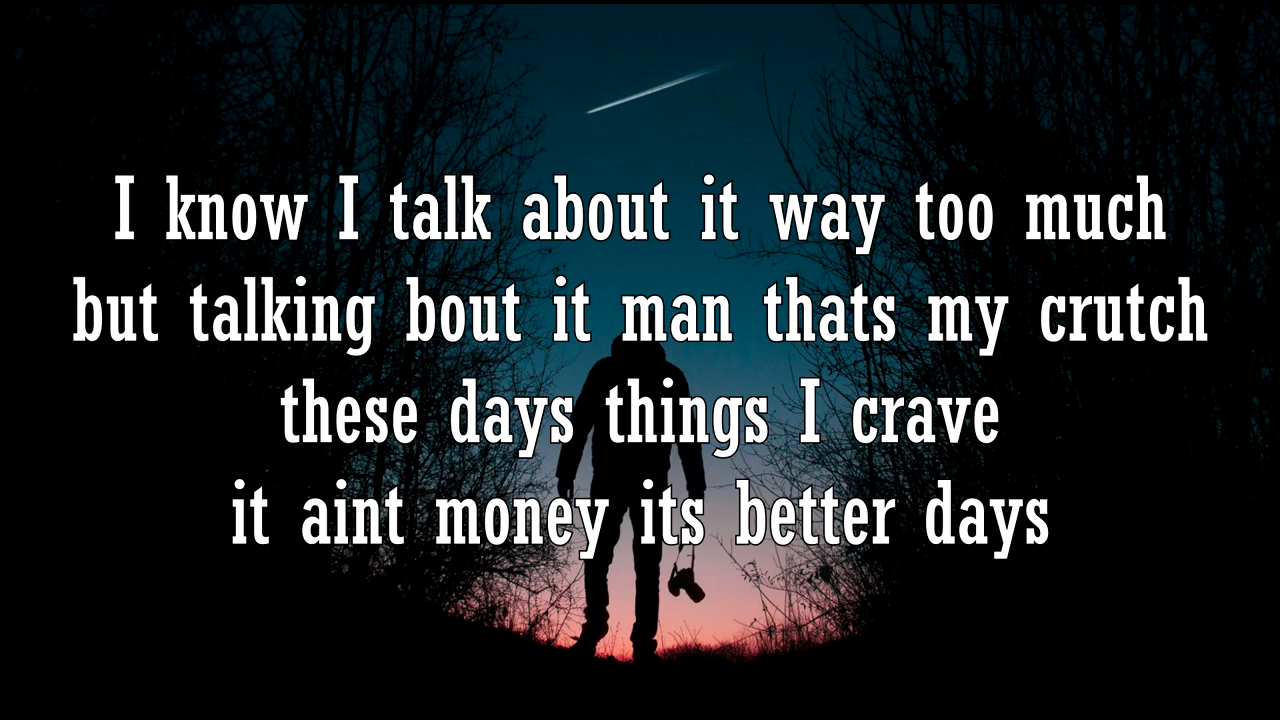 I know I talk about it way too much
but talking bout it man thats my crutch
these days things I crave
it aint money its better days